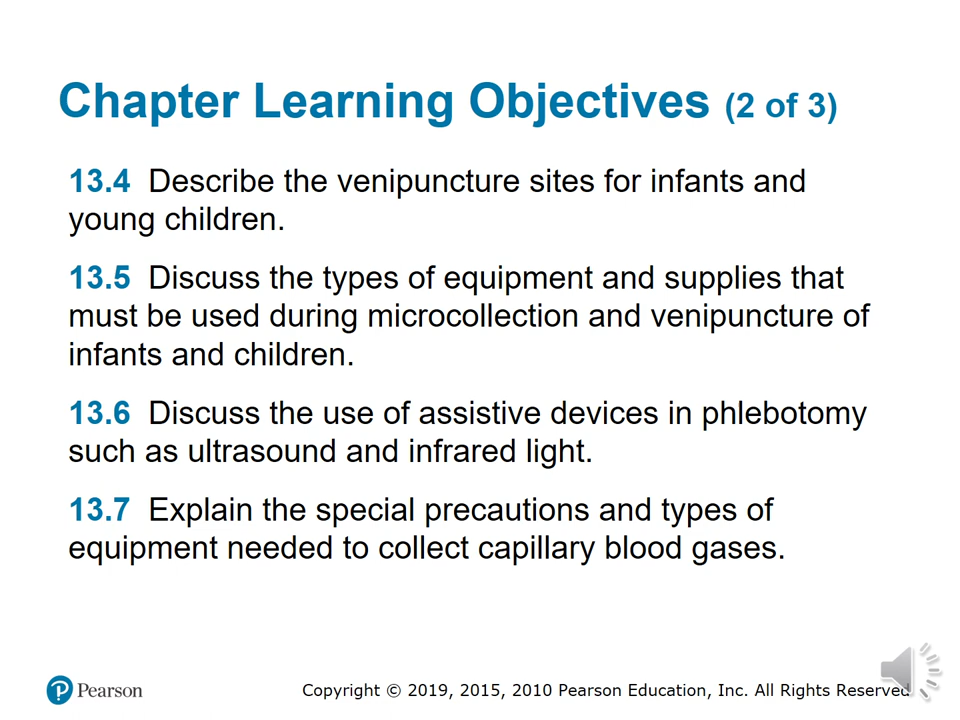 Chapter Learning Objectives (2 of 3)
13.4 Describe the venipuncture sites for infants and
young children.
13.5 Discuss the types of equipment and supplies that
must be used during microcollection and venipuncture of
infants and children.
13.6 Discuss the use of assistive devices in phlebotomy
such as ultrasound and infrared light.
13.7 Explain the special precautions and types of
equipment needed to collect capillary blood gases.
Pearson
Copyright © 2019, 2015, 2010 Pearson Education, Inc. All Rights Reserved